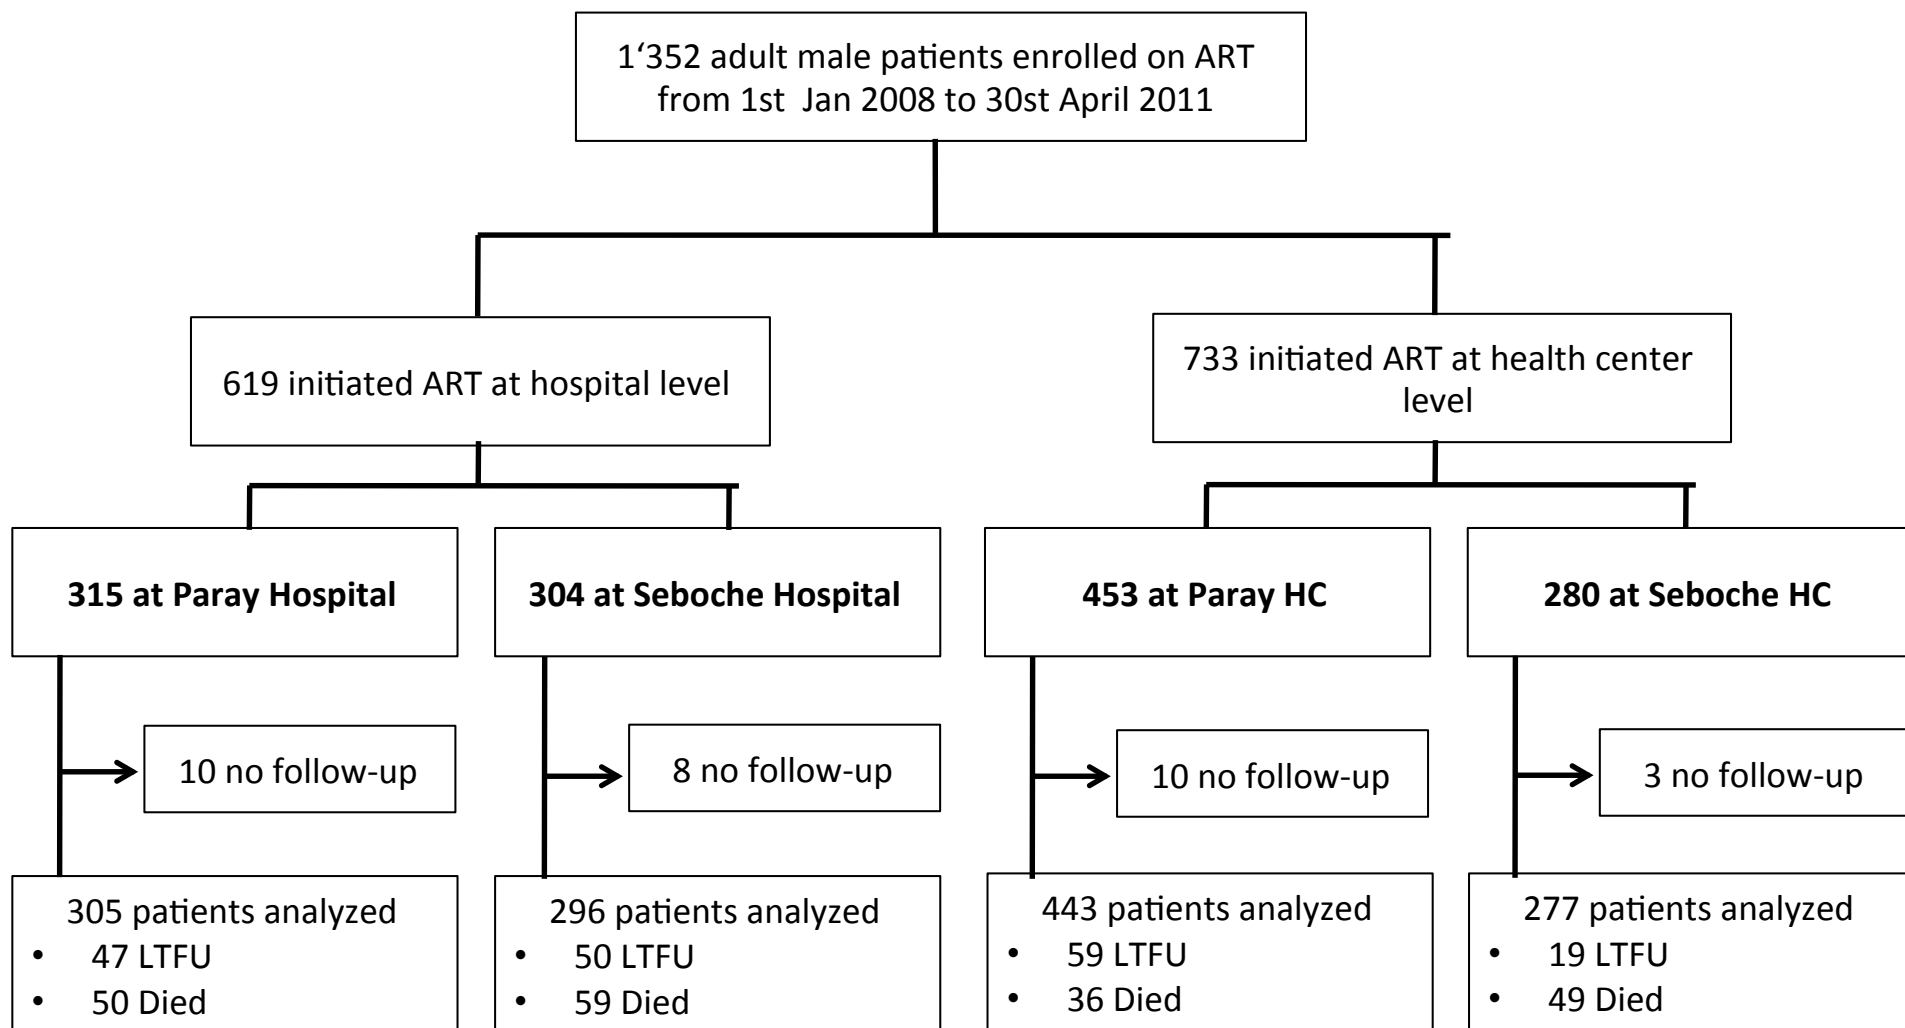 1‘352 adult male patients enrolled on ART
from 1st  Jan 2008 to 30st April 2011
619 initiated ART at hospital level
733 initiated ART at health center
level
315 at Paray Hospital
304 at Seboche Hospital
453 at Paray HC
280 at Seboche HC
10 no follow-up
8 no follow-up
10 no follow-up
3 no follow-up
305 patients analyzed
• 47 LTFU
• 50 Died
296 patients analyzed
• 50 LTFU
• 59 Died
443 patients analyzed
• 59 LTFU
• 36 Died
277 patients analyzed
• 19 LTFU
• 49 Died